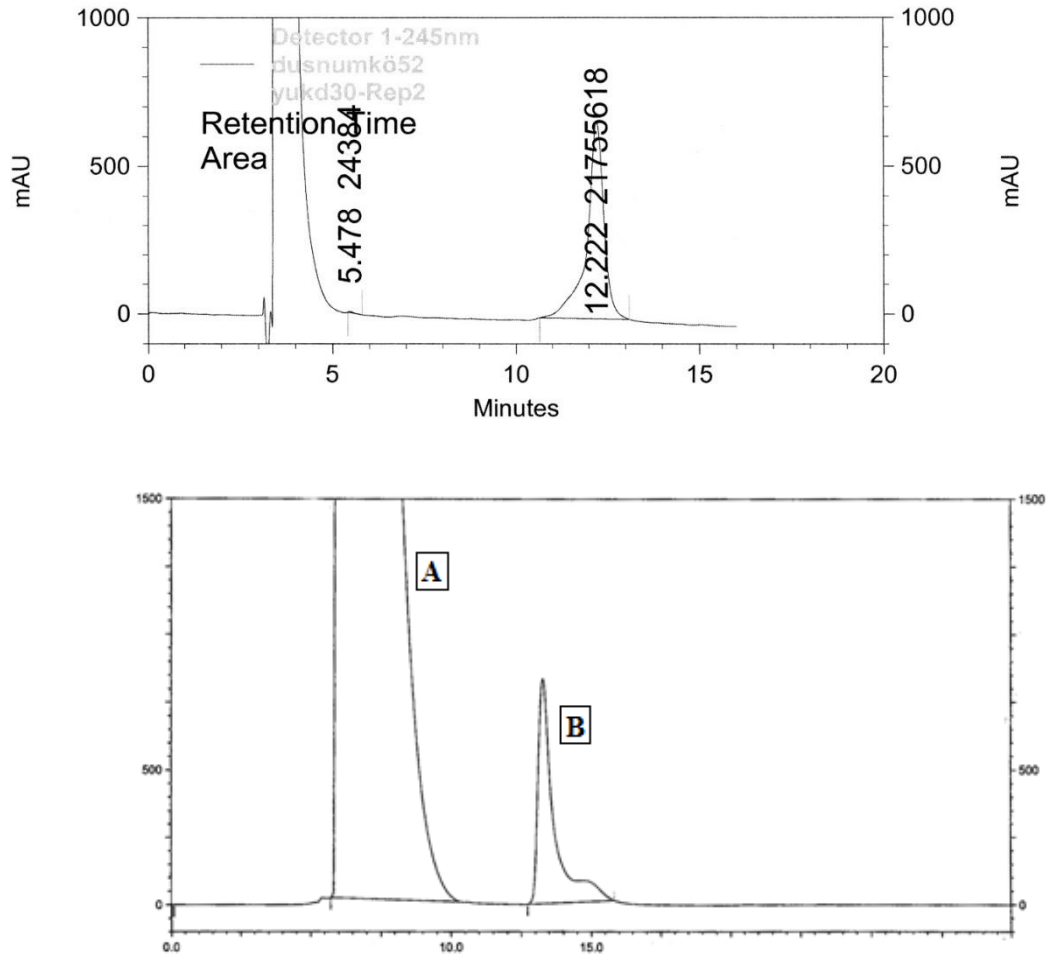 1000
1000
Detector 1-245nm
dusnumkö52
yukd30-Rep2
Retention Time
Area
5.478 24384
12.222 21755618
mAU
500
500
mAU
0
0
0
5
10
15
20
Minutes
1500
1500
A
B
500
500
0
0
0.0
10.0
15.0